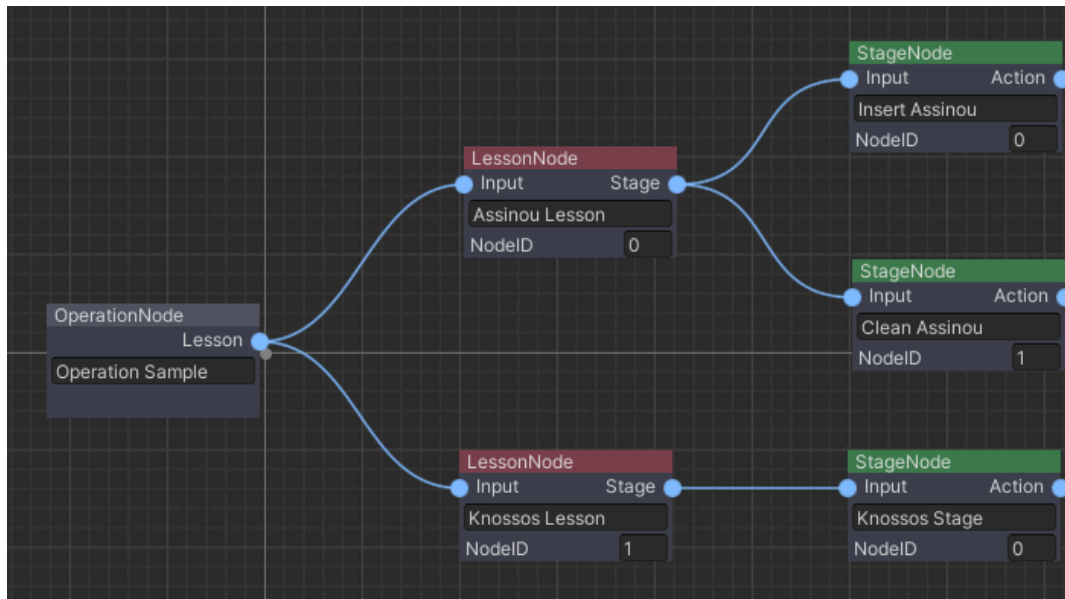 OperationNode
Lesson
Operation Sample
LessonNode
Input Stage
Assinou Lesson
NodeID 0
LessonNode
Input Stage
Knossos Lesson
NodeID 1
StageNode
Input Action
Insert Assinou
NodeID 0
StageNode
Input Action
Clean Assinou
NodeID 1
StageNode
Input Action
Knossos Stage
NodeID 0